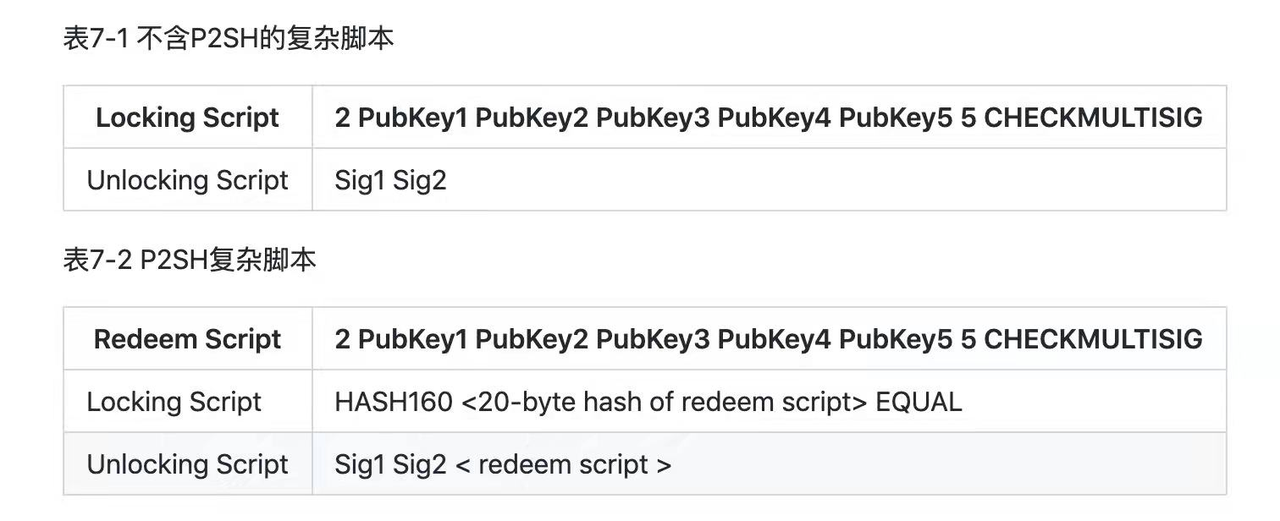 表7-1 不含P2SH的复杂脚本
Locking Script 2 PubKey1 PubKey2 PubKey3 PubKey4 PubKey5 5 CHECKMULTISIG
Unlocking Script Sig1 Sig2
表7-2 P2SH复杂脚本
Redeem Script 2 PubKey1 PubKey2 PubKey3 PubKey4 PubKey5 5 CHECKMULTISIG
Locking Script HASH160 <20-byte hash of redeem script> EQUAL
Unlocking Script Sig1 Sig2 < redeem script >